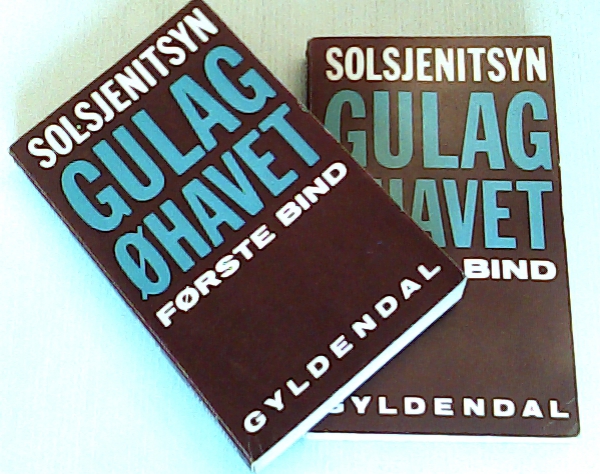 SOLSJENITSYN
GULAG
ØHAVET
FØRSTE BIND
GYLDENDAL
SOLSJENITSYN
GULAG
HAVET
BIND
GYLDENDAL